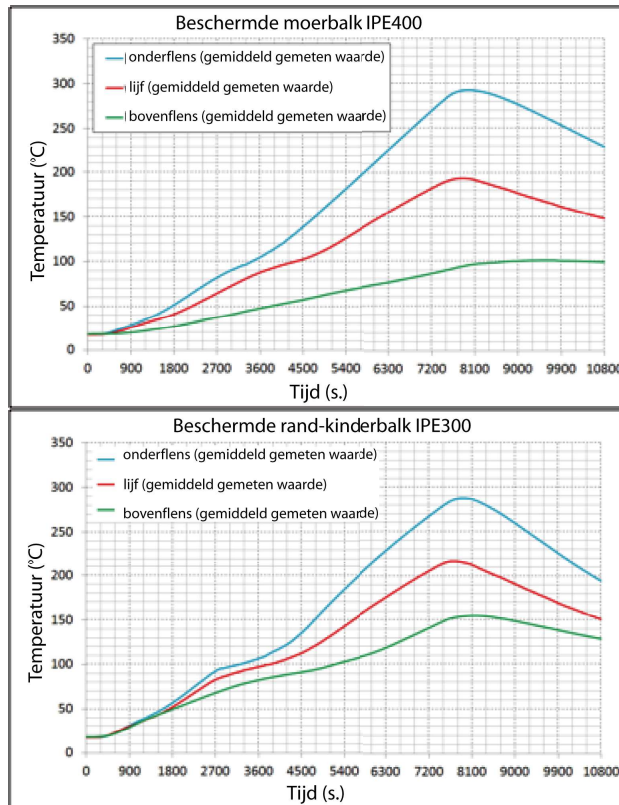 Beschermde moerbalk IPE400
350
300
250
200
150
100
50
0
onderflens (gemiddeld gemeten waarde)
lijf (gemiddeld gemeten waarde)
bovenflens (gemiddeld gemeten waarde)
Temperatuur (°C)
0 900 1800 2700 3600 4500 5400 6300 7200 8100 9000 9900 10800
Tijd (s.)
Beschermde rand-kinderbalk IPE300
350
300
250
200
150
100
50
0
onderflens (gemiddeld gemeten waarde)
lijf (gemiddeld gemeten waarde)
bovenflens (gemiddeld gemeten waarde)
Temperatuur (°C)
0 900 1800 2700 3600 4500 5400 6300 7200 8100 9000 9900 10800
Tijd (s.)